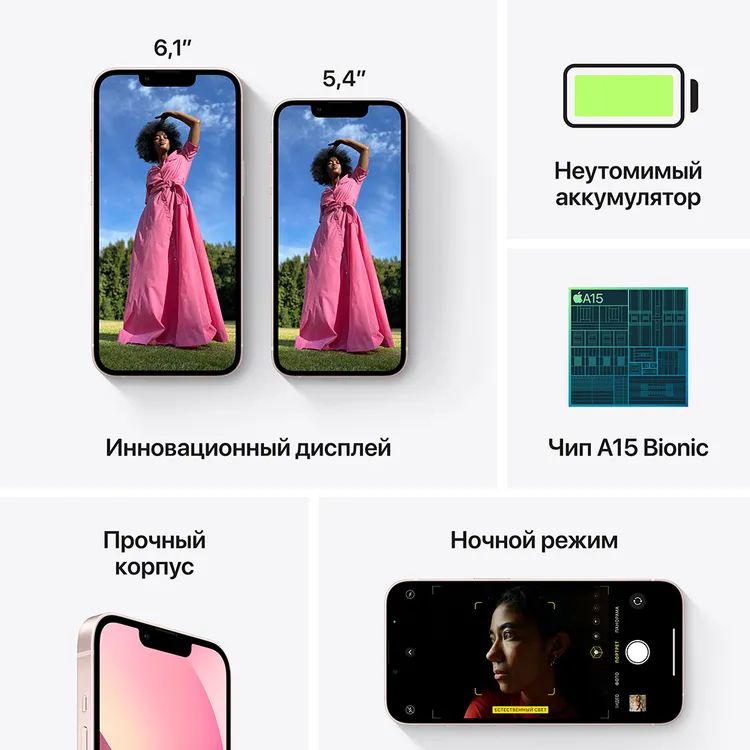 6,1″
5,4″
Инновационный дисплей
Неутомимый
аккумулятор
A15
Чип A15 Bionic
Прочный
корпус
Ночной режим
ВИДЕО
ФОТО
ПОРТРЕТ
ПАНОРАМА
ЕСТЕСТВЕННЫЙ СВЕТ